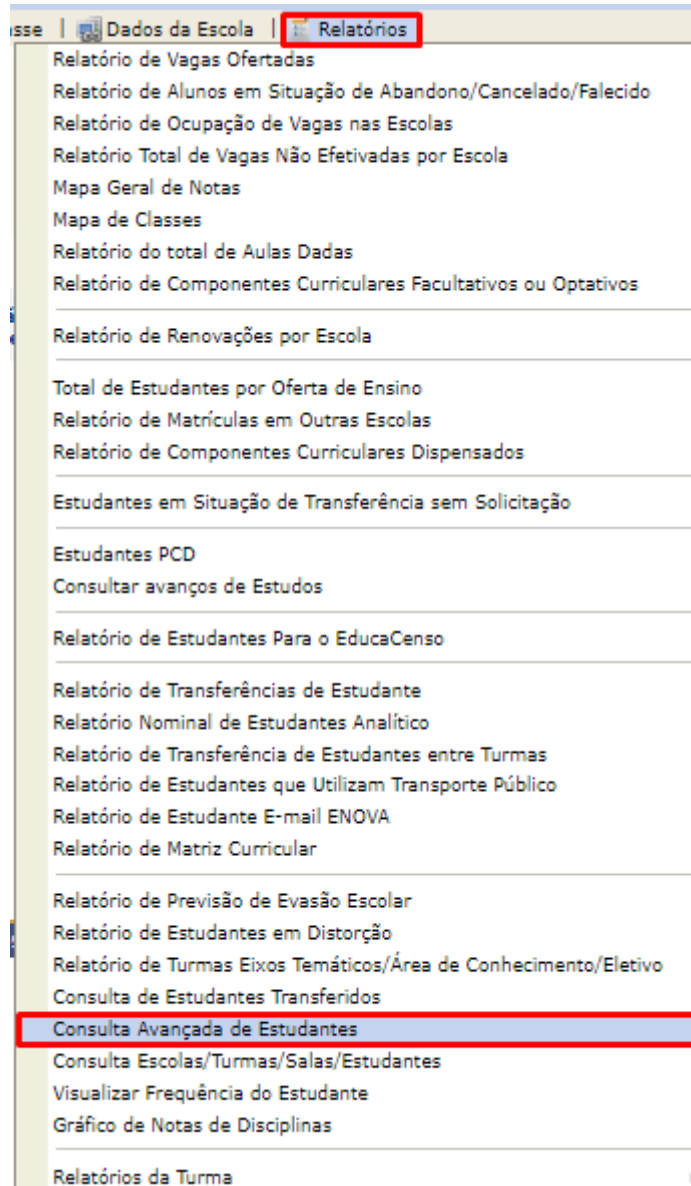 sse | Dados da Escola | Relatórios
Relatório de Vagas Ofertadas
Relatório de Alunos em Situação de Abandono/Cancelado/Falecido
Relatório de Ocupação de Vagas nas Escolas
Relatório Total de Vagas Não Efetivadas por Escola
Mapa Geral de Notas
Mapa de Classes
Relatório do total de Aulas Dadas
Relatório de Componentes Curriculares Facultativos ou Optativos
Relatório de Renovações por Escola
Total de Estudantes por Oferta de Ensino
Relatório de Matrículas em Outras Escolas
Relatório de Componentes Curriculares Dispensados
Estudantes em Situação de Transferência sem Solicitação
Estudantes PCD
Consultar avanços de Estudos
Relatório de Estudantes Para o EducaCenso
Relatório de Transferências de Estudante
Relatório Nominal de Estudantes Analítico
Relatório de Transferência de Estudantes entre Turmas
Relatório de Estudantes que Utilizam Transporte Público
Relatório de Estudante E-mail ENOVA
Relatório de Matriz Curricular
Relatório de Previsão de Evasão Escolar
Relatório de Estudantes em Distorção
Relatório de Turmas Eixos Temáticos/Área de Conhecimento/Eletivo
Consulta de Estudantes Transferidos
Consulta Avançada de Estudantes
Consulta Escolas/Turmas/Salas/Estudantes
Visualizar Frequência do Estudante
Gráfico de Notas de Disciplinas
Relatórios da Turma